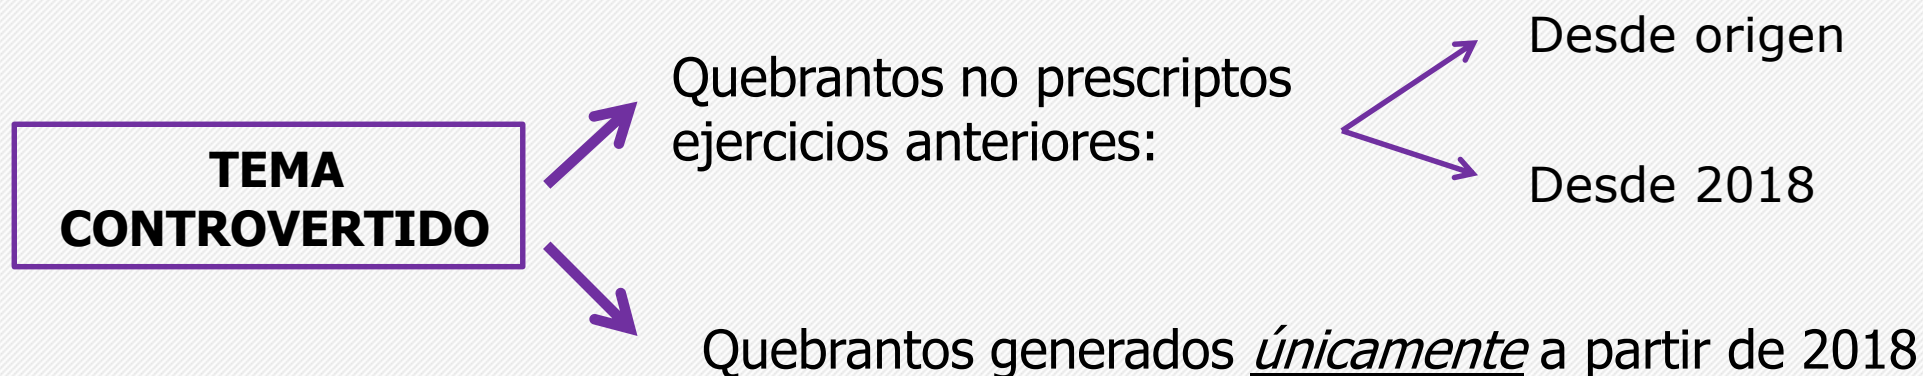 TEMA
CONTROVERTIDO
Quebrantos no prescriptos
ejercicios anteriores:
Desde origen
Desde 2018
Quebrantos generados únicamente a partir de 2018